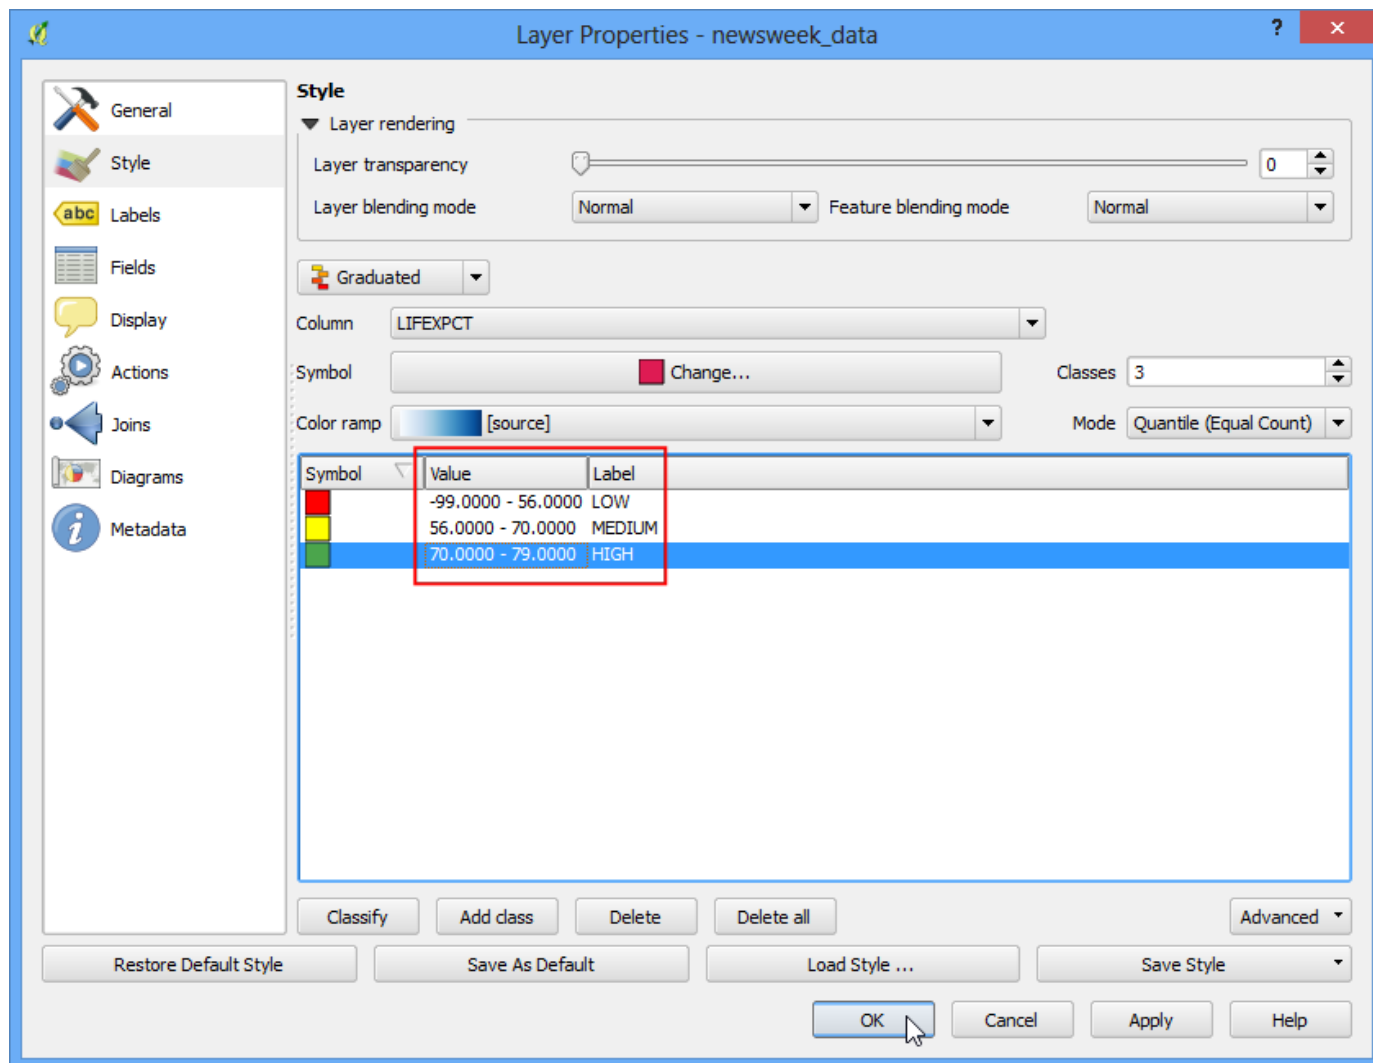 Layer Properties - newsweek_data
?
General
Style
Labels
Fields
Display
Actions
Joins
Diagrams
Metadata
abc
Style
Layer rendering
Layer transparency
0
Layer blending mode
Normal
Feature blending mode
Normal
Graduated
Column
LIFEXPCT
Symbol
Change...
Classes
3
Color ramp
[source]
Mode
Quantile (Equal Count)
Symbol
Value
Label
-99.0000 - 56.0000 LOW
56.0000 - 70.0000 MEDIUM
70.0000 - 79.0000 HIGH
Classify
Add class
Delete
Delete all
Advanced
Restore Default Style
Save As Default
Load Style ...
Save Style
OK
Cancel
Apply
Help